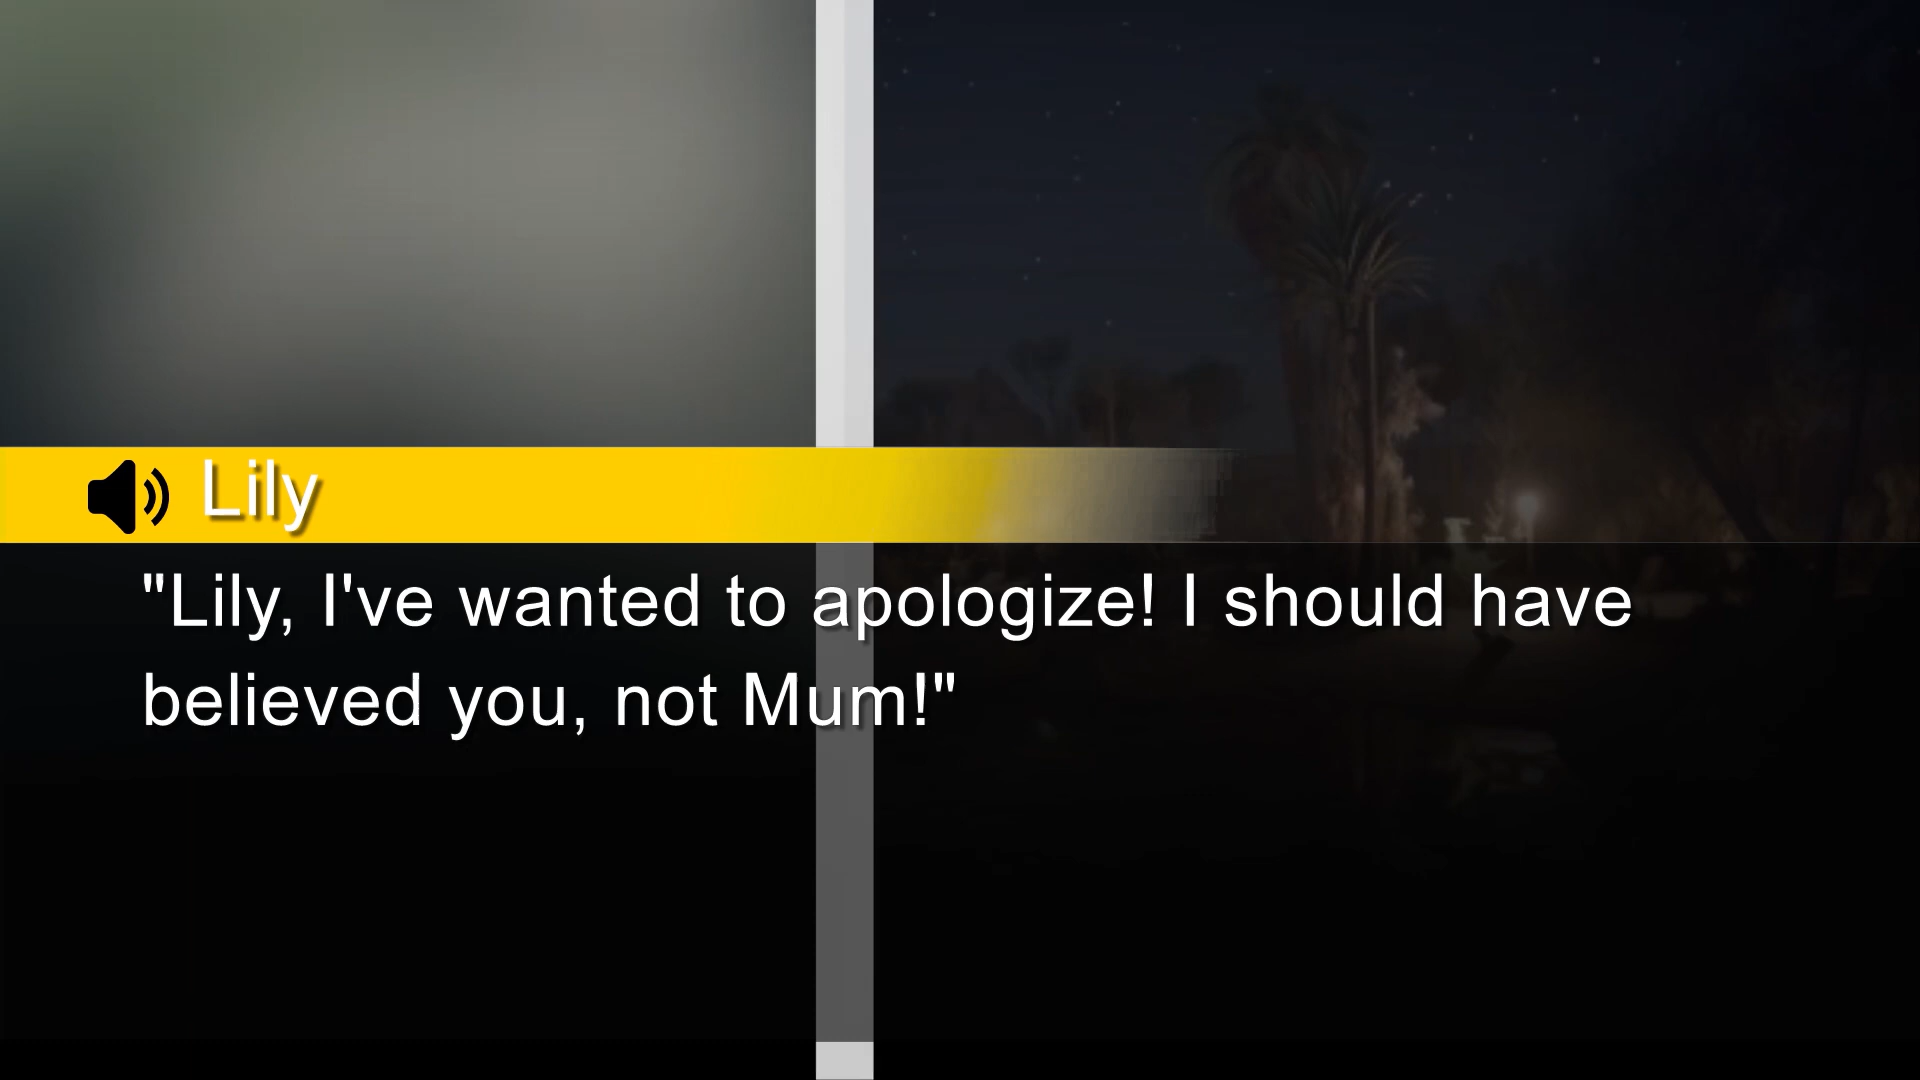 Lily
"Lily, I've wanted to apologize! I should have
believed you, not Mum!"